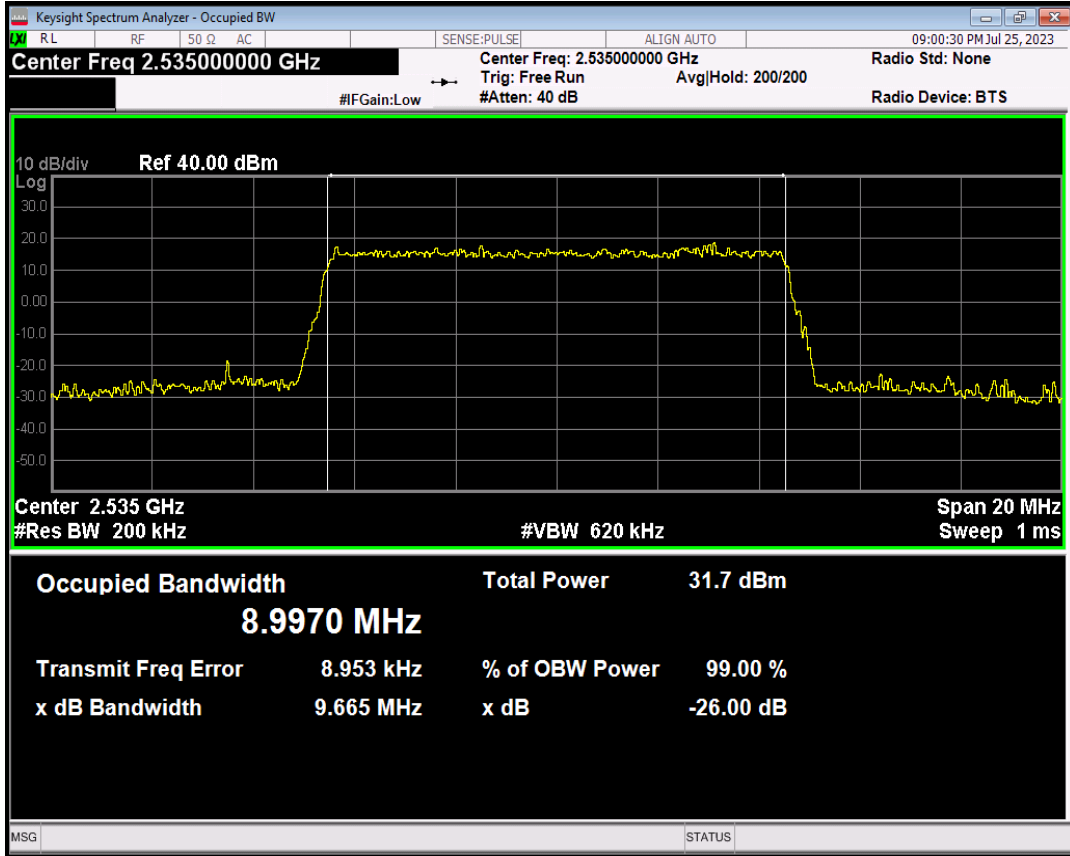 Keysight Spectrum Analyzer - Occupied BW
LXI RL RF 50 Ω AC SENSE:PULSE ALIGN AUTO 09:00:30 PM Jul 25, 2023
Center Freq 2.535000000 GHz Center Freq: 2.535000000 GHz Radio Std: None
Trig: Free Run Avg|Hold: 200/200
#IFGain:Low #Atten: 40 dB Radio Device: BTS
10 dB/div Ref 40.00 dBm
Log
30.0
20.0
10.0
0.00
-10.0
-20.0
-30.0
-40.0
-50.0
Center 2.535 GHz Span 20 MHz
#Res BW 200 kHz #VBW 620 kHz Sweep 1 ms
Occupied Bandwidth Total Power 31.7 dBm
8.9970 MHz
Transmit Freq Error 8.953 kHz % of OBW Power 99.00 %
x dB Bandwidth 9.665 MHz x dB -26.00 dB
MSG STATUS